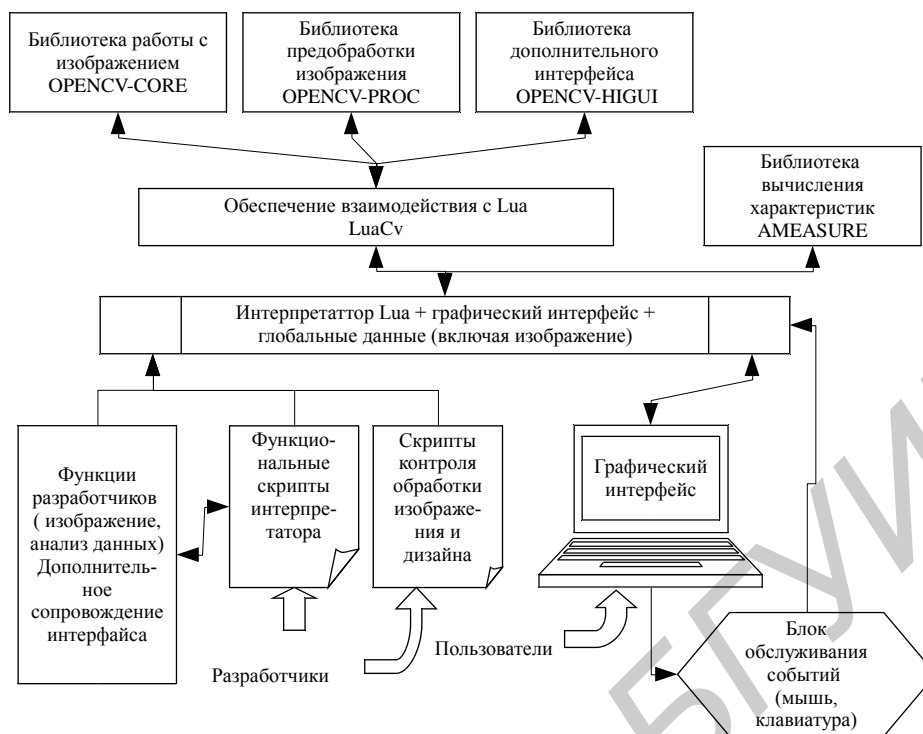 Библиотека работы с
изображением
OPENCV-CORE
Библиотека
предобработки
изображения
OPENCV-PROC
Библиотека
дополнительного
интерфейса
OPENCV-HIGUI
Библиотека
вычисления
характеристик
AMEASURE
Обеспечение взаимодействия с Lua
LuaCv
Интерпретаттор Lua + графический интерфейс +
глобальные данные (включая изображение)
Функции
разработчиков
( изображение,
анализ данных)
Дополнитель-
ное
сопровождение
интерфайса
Функцио-
нальные
скрипты
интерпре-
татора
Скрипты
контроля
обработки
изображе-
ния и
дизайна
Графический
интерфейс
Разработчики
Пользователи
Блок
обслуживания
событий
(мышь,
клавиатура)
БГУИ